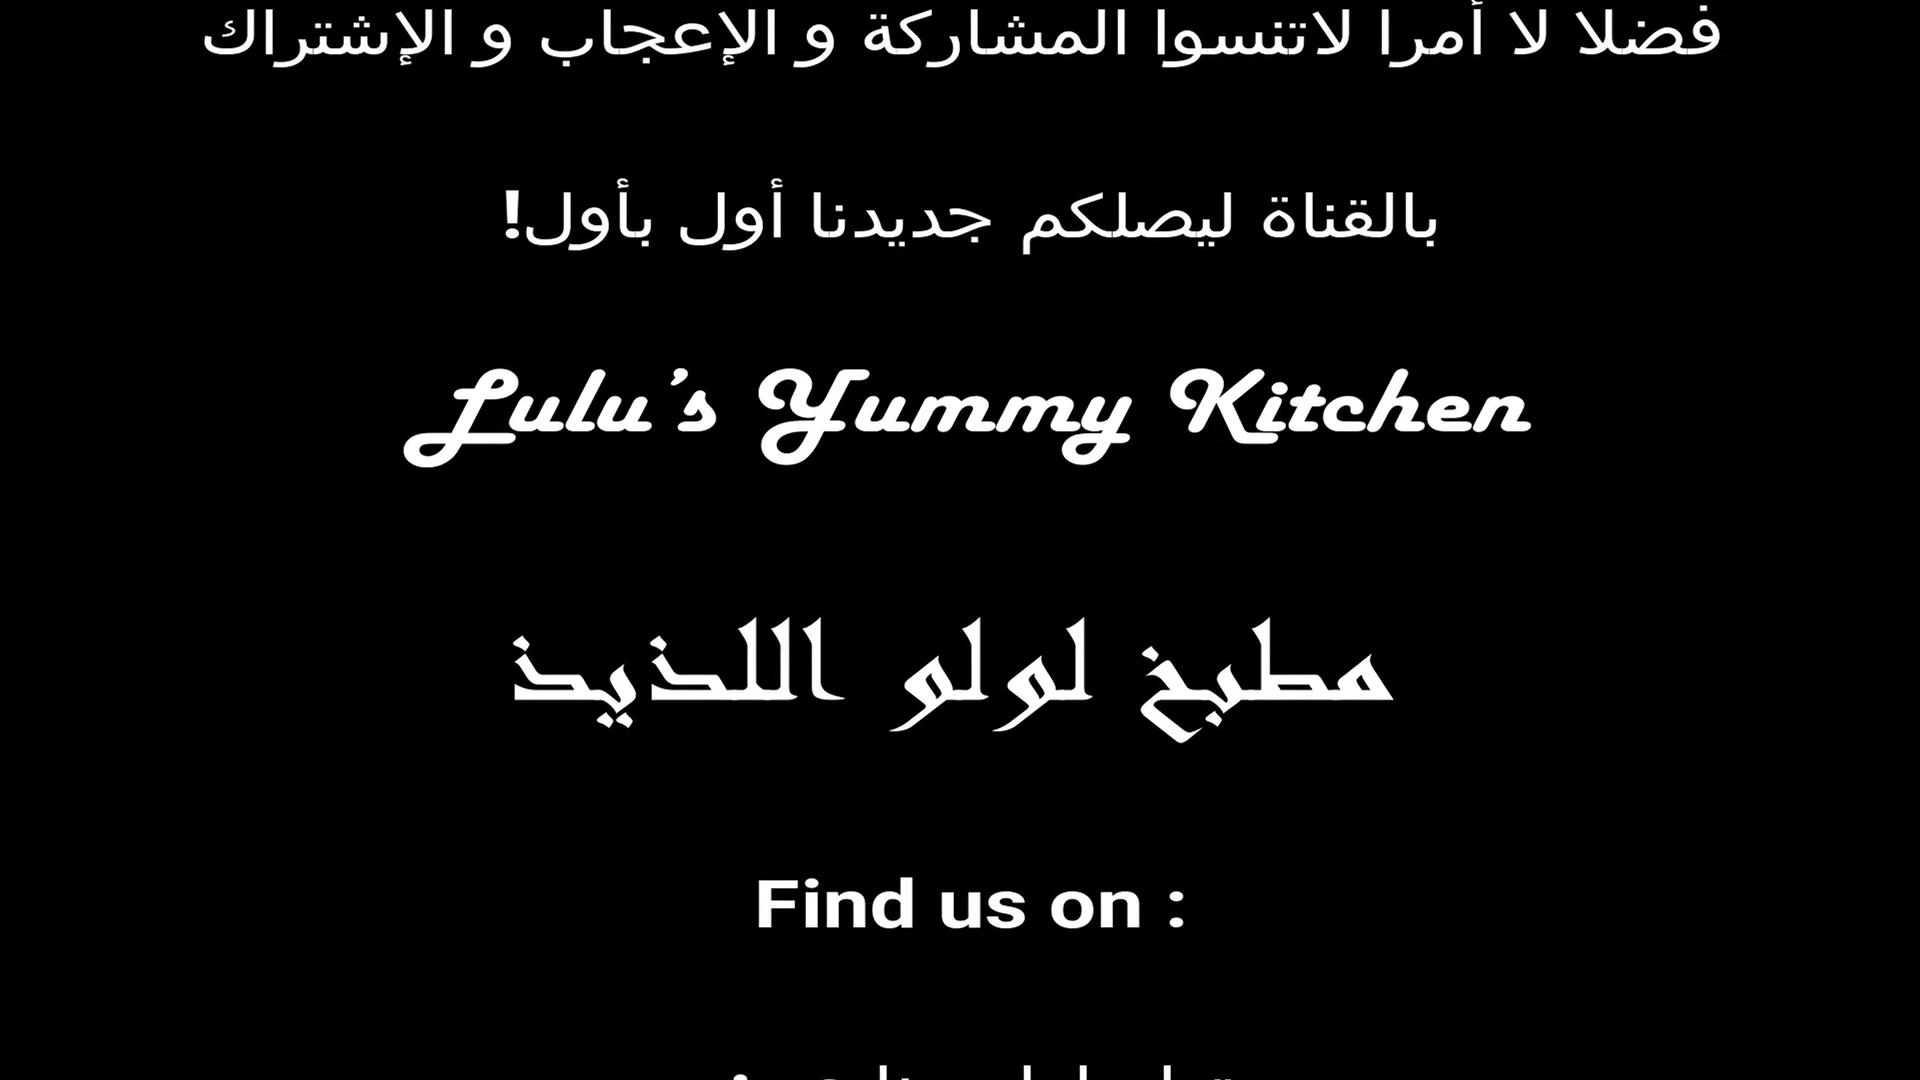 فضلا لا أمرا لاتنسوا المشاركة و الإعجاب و الإشتراك
بالقناة ليصلكم جديدنا أول بأول!
Lulu's Yummy Kitchen
مطبخ لولو اللذيذ
Find us on :